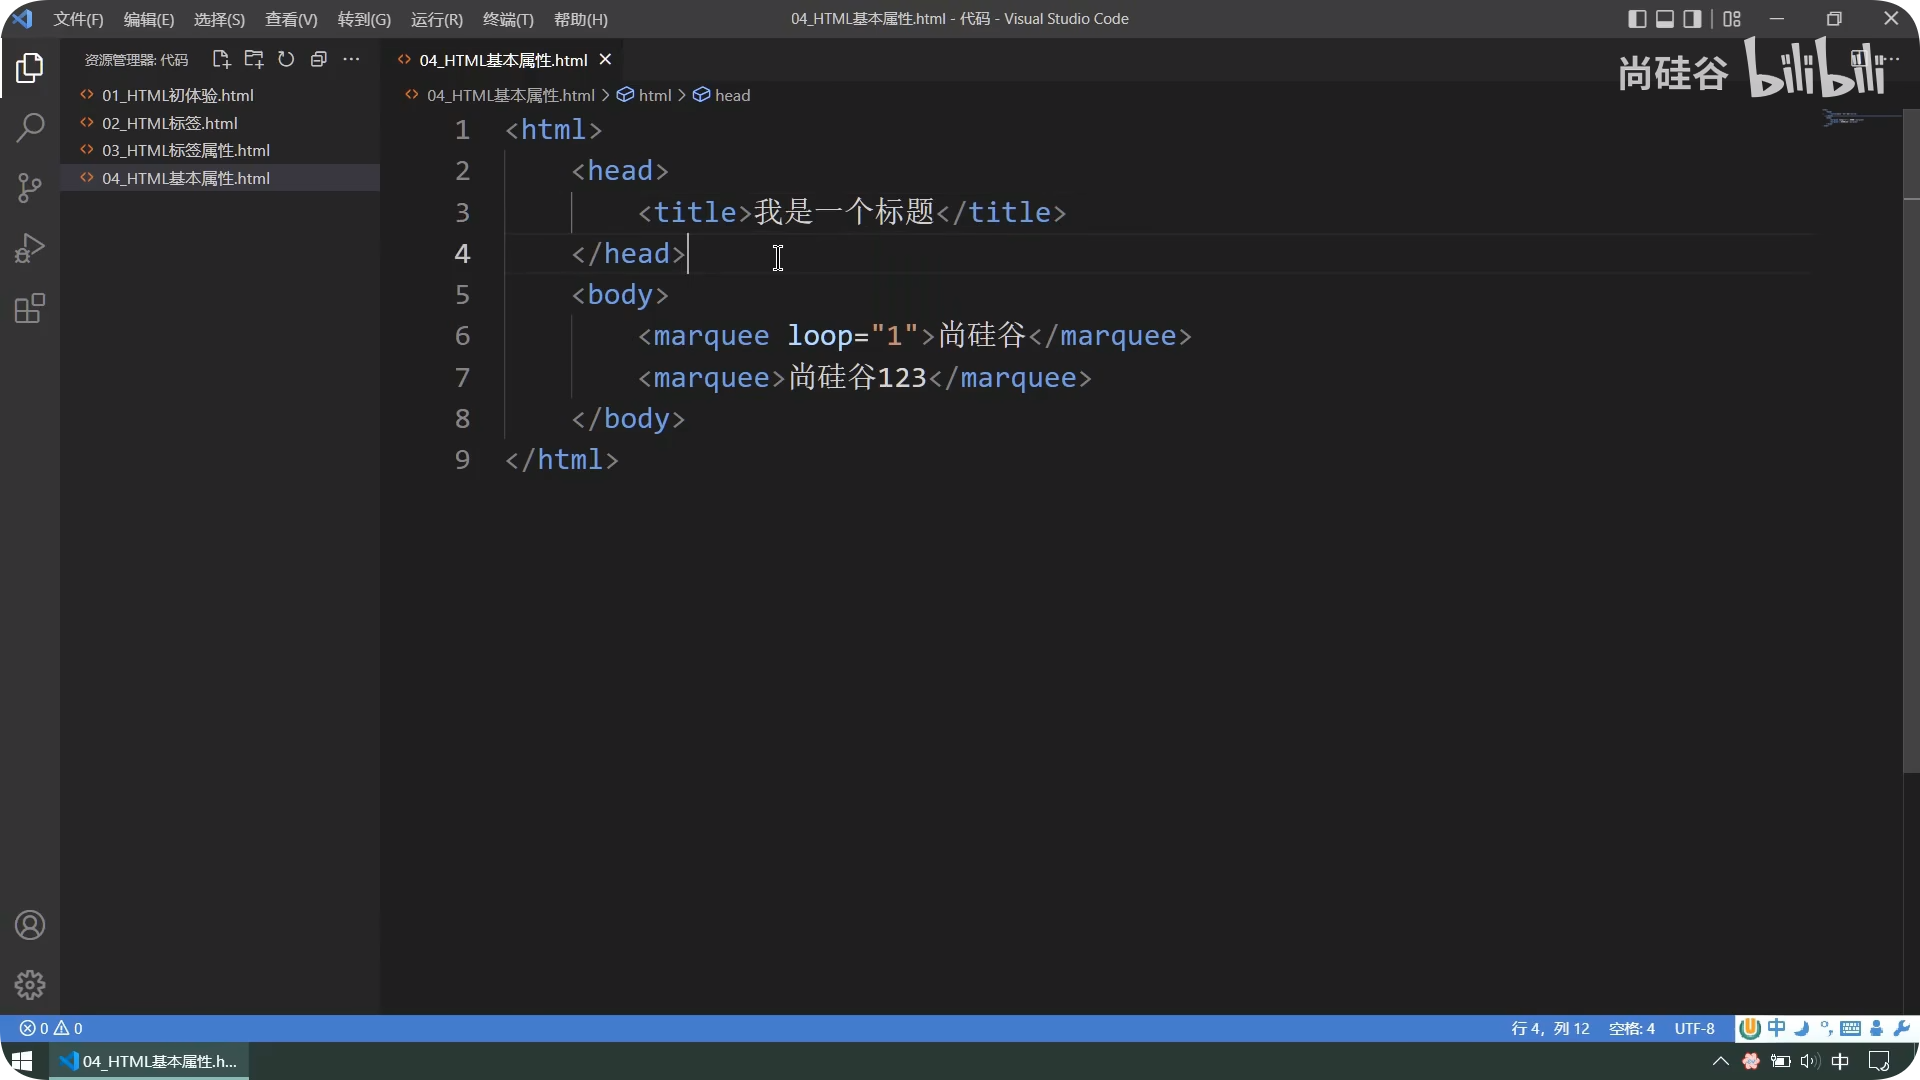 文件(F) 编辑(E) 选择(S) 查看(V) 转到(G) 运行(R) 终端(T) 帮助(H) 04_HTML基本属性.html - 代码 - Visual Studio Code
资源管理器: 代码
01_HTML初体验.html
02_HTML标签.html
03_HTML标签属性.html
04_HTML基本属性.html
04_HTML基本属性.html
尚硅谷 bilibili
04_HTML基本属性.html > html > head
1 <html>
2 <head>
3 <title>我是一个标题</title>
4 </head>
5 <body>
6 <marquee loop="1">尚硅谷</marquee>
7 <marquee>尚硅谷123</marquee>
8 </body>
9 </html>
0 0 行 4，列 12 空格: 4 UTF-8 中
04_HTML基本属性.h... 中